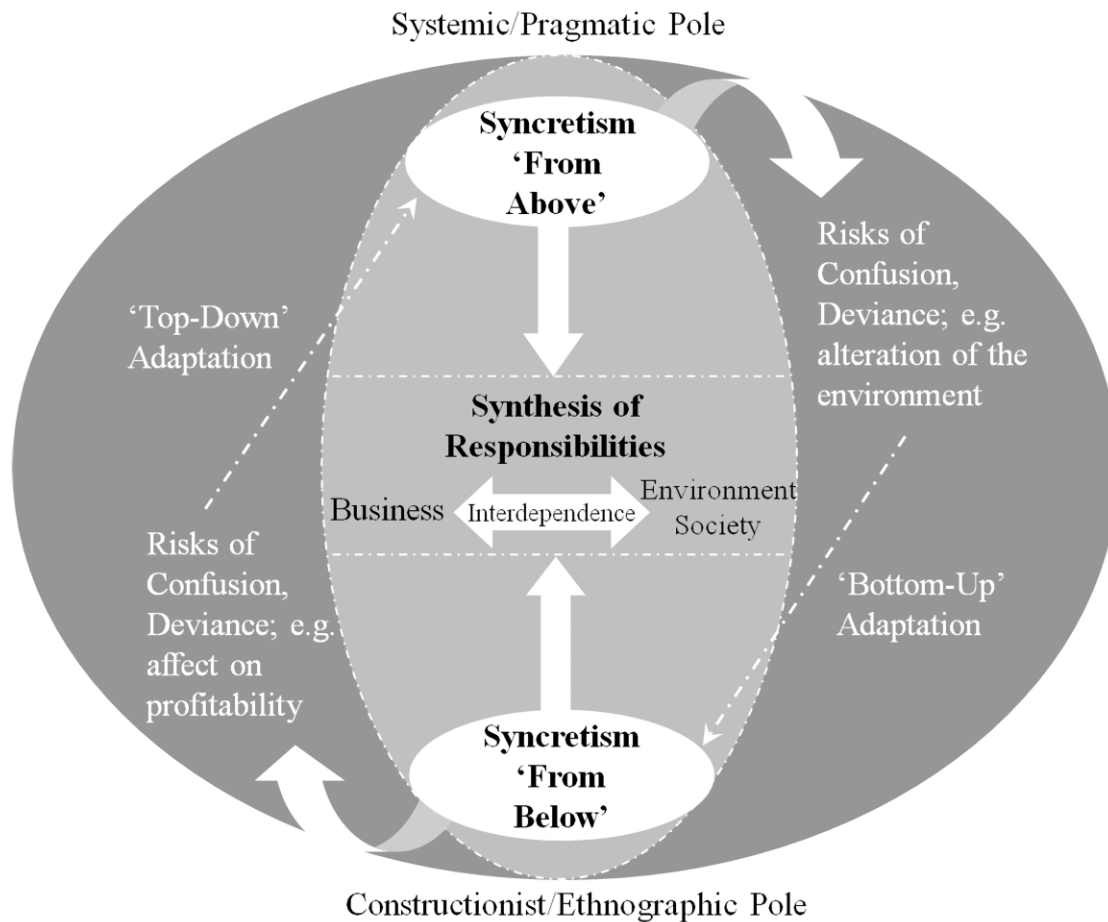 Systemic/Pragmatic Pole
Syncretism
‘From
Above’
Risks of
Confusion,
Deviance; e.g.
alteration of the
environment
‘Top-Down’
Adaptation
Synthesis of
Responsibilities
Business
Interdependence
Environment
Society
Risks of
Confusion,
Deviance; e.g.
affect on
profitability
‘Bottom-Up’
Adaptation
Syncretism
‘From
Below’
Constructionist/Ethnographic Pole